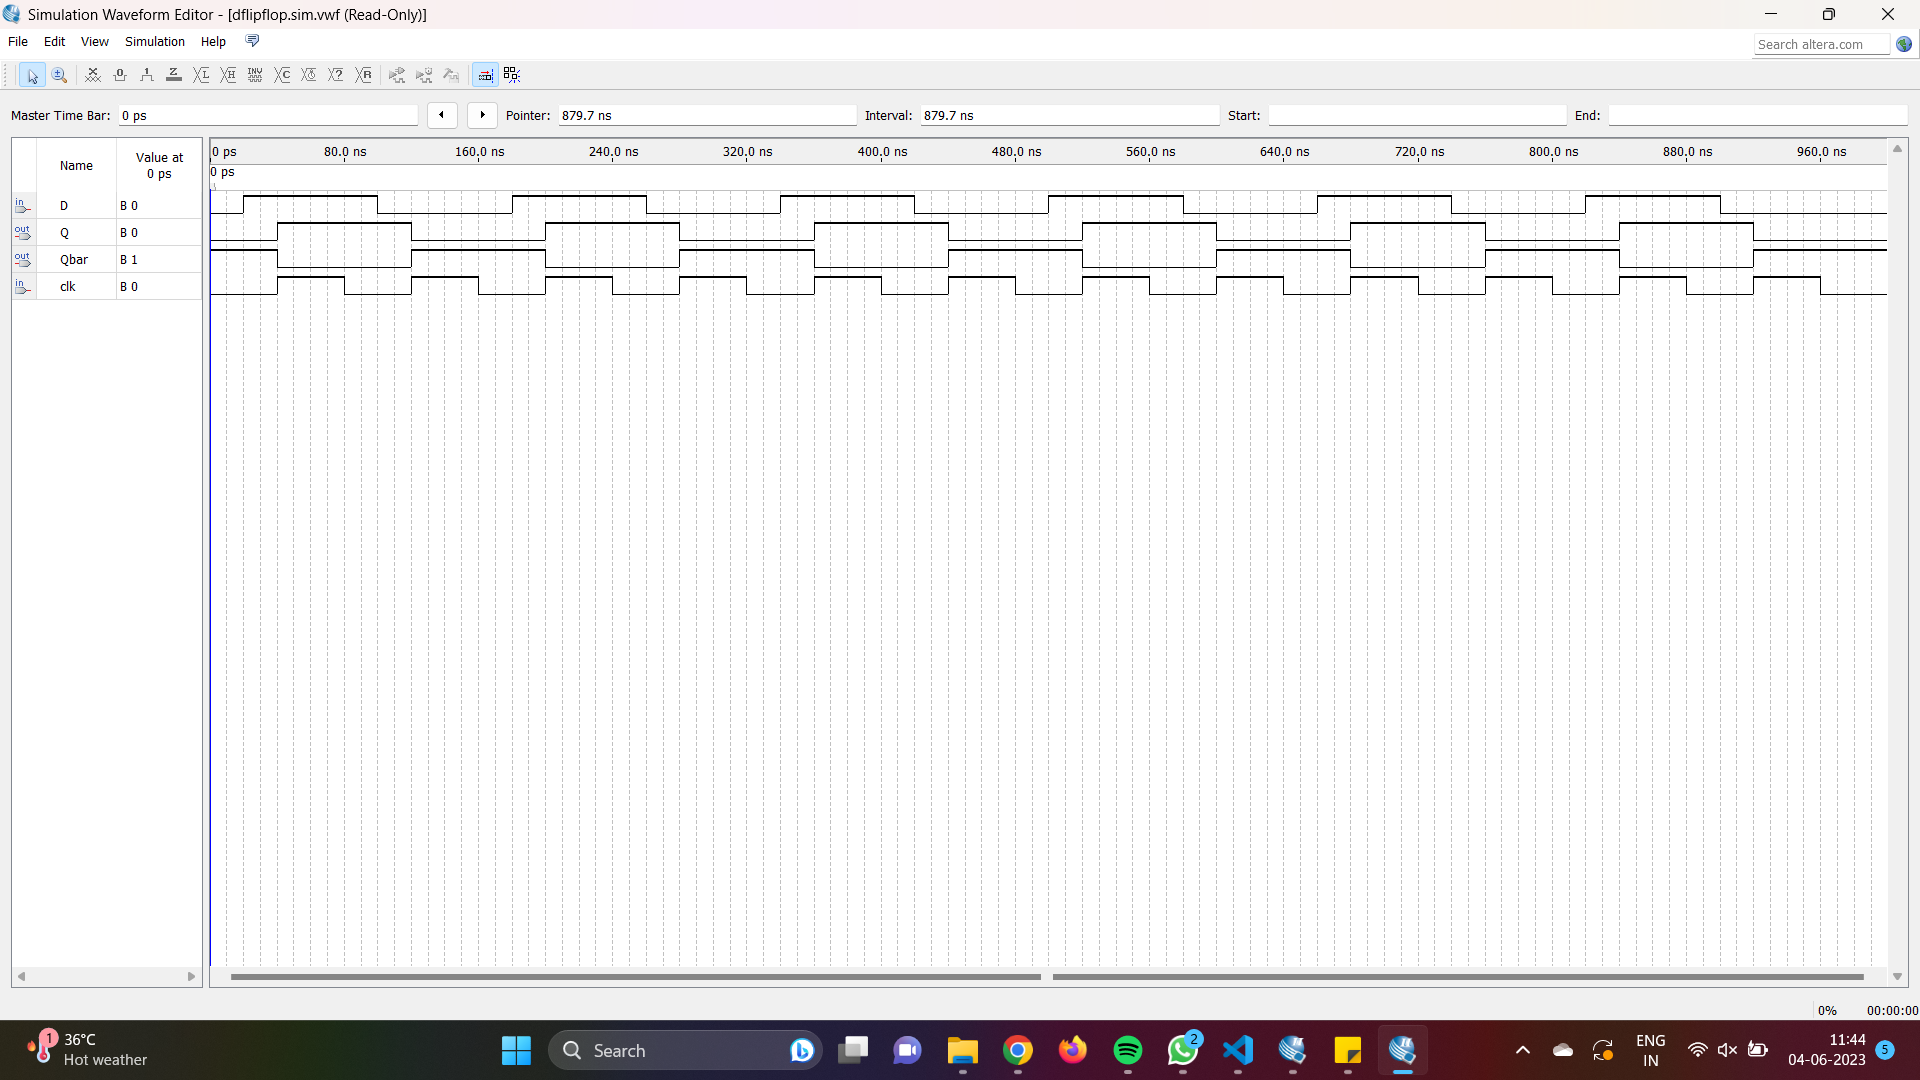 Simulation Waveform Editor - [dflipflop.sim.vwf (Read-Only)]
File Edit View Simulation Help
Search altera.com
Master Time Bar: 0 ps Pointer: 879.7 ns Interval: 879.7 ns Start: End:
Name Value at 0 ps
0 ps 80.0 ns 160.0 ns 240.0 ns 320.0 ns 400.0 ns 480.0 ns 560.0 ns 640.0 ns 720.0 ns 800.0 ns 880.0 ns 960.0 ns
0 ps
in D B 0
out Q B 0
out Qbar B 1
in clk B 0
0% 00:00:00
1 36°C
Hot weather
Search
2
ENG
IN
11:44
04-06-2023
5